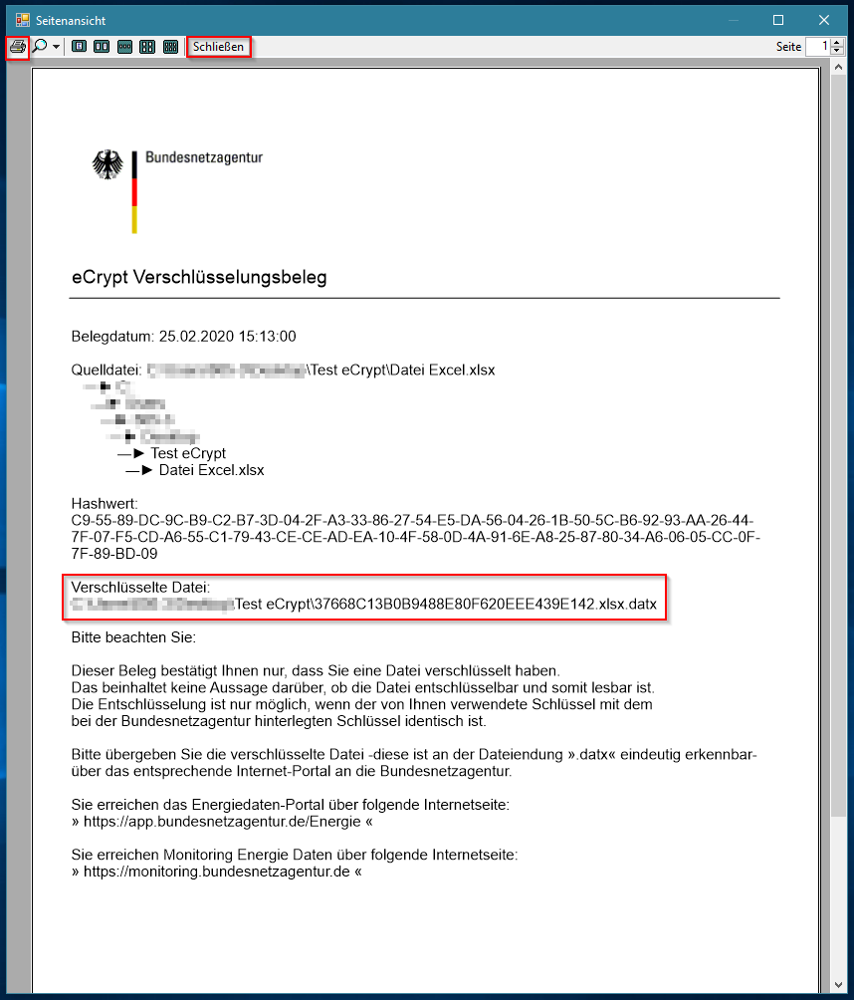 Seitenansicht
Schließen
Seite 1
Bundesnetzagentur
eCrypt Verschlüsselungsbeleg
Belegdatum: 25.02.2020 15:13:00
Quelldatei: \Test eCrypt\Datei Excel.xlsx
Test eCrypt
Datei Excel.xlsx
Hashwert:
C9-55-89-DC-9C-B9-C2-B7-3D-04-2F-A3-33-86-27-54-E5-DA-56-04-26-1B-50-5C-B6-92-93-AA-26-44-
7F-07-F5-CD-A6-55-C1-79-43-CE-CE-AD-EA-10-4F-58-0D-4A-91-6E-A8-25-87-80-34-A6-06-05-CC-0F-
7F-89-BD-09
Verschlüsselte Datei:
\Test eCrypt\37668C13B0B9488E80F620EEE439E142.xlsx.datx
Bitte beachten Sie:
Dieser Beleg bestätigt Ihnen nur, dass Sie eine Datei verschlüsselt haben.
Das beinhaltet keine Aussage darüber, ob die Datei entschlüsselbar und somit lesbar ist.
Die Entschlüsselung ist nur möglich, wenn der von Ihnen verwendete Schlüssel mit dem
bei der Bundesnetzagentur hinterlegten Schlüssel identisch ist.
Bitte übergeben Sie die verschlüsselte Datei -diese ist an der Dateiendung ».datx« eindeutig erkennbar-
über das entsprechende Internet-Portal an die Bundesnetzagentur.
Sie erreichen das Energiedaten-Portal über folgende Internetseite:
» https://app.bundesnetzagentur.de/Energie «
Sie erreichen Monitoring Energie Daten über folgende Internetseite:
» https://monitoring.bundesnetzagentur.de «